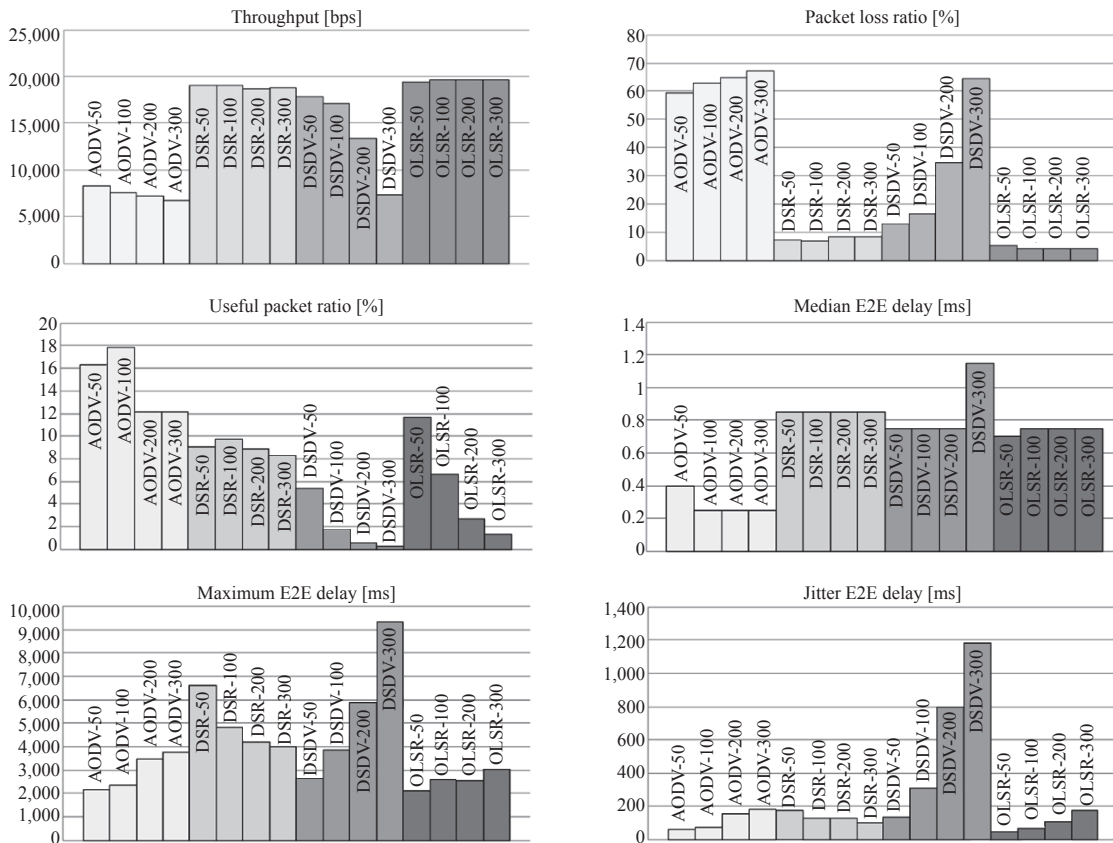 Throughput [bps]
25,000
20,000
15,000
10,000
5,000
0
AODV-50
AODV-100
AODV-200
AODV-300
DSR-50
DSR-100
DSR-200
DSR-300
DSDV-50
DSDV-100
DSDV-200
DSDV-300
OLSR-50
OLSR-100
OLSR-200
OLSR-300
Packet loss ratio [%]
80
70
60
50
40
30
20
10
0
AODV-50
AODV-100
AODV-200
AODV-300
DSR-50
DSR-100
DSR-200
DSR-300
DSDV-50
DSDV-100
DSDV-200
DSDV-300
OLSR-50
OLSR-100
OLSR-200
OLSR-300
Useful packet ratio [%]
20
18
16
14
12
10
8
6
4
2
0
AODV-50
AODV-100
AODV-200
AODV-300
DSR-50
DSR-100
DSR-200
DSR-300
DSDV-50
DSDV-100
DSDV-200
DSDV-300
OLSR-50
OLSR-100
OLSR-200
OLSR-300
Median E2E delay [ms]
1.4
1.2
1
0.8
0.6
0.4
0.2
0
AODV-50
AODV-100
AODV-200
AODV-300
DSR-50
DSR-100
DSR-200
DSR-300
DSDV-50
DSDV-100
DSDV-200
DSDV-300
OLSR-50
OLSR-100
OLSR-200
OLSR-300
Maximum E2E delay [ms]
10,000
9,000
8,000
7,000
6,000
5,000
4,000
3,000
2,000
1,000
0
AODV-50
AODV-100
AODV-200
AODV-300
DSR-50
DSR-100
DSR-200
DSR-300
DSDV-50
DSDV-100
DSDV-200
DSDV-300
OLSR-50
OLSR-100
OLSR-200
OLSR-300
Jitter E2E delay [ms]
1,400
1,200
1,000
800
600
400
200
0
AODV-50
AODV-100
AODV-200
AODV-300
DSR-50
DSR-100
DSR-200
DSR-300
DSDV-50
DSDV-100
DSDV-200
DSDV-300
OLSR-50
OLSR-100
OLSR-200
OLSR-300